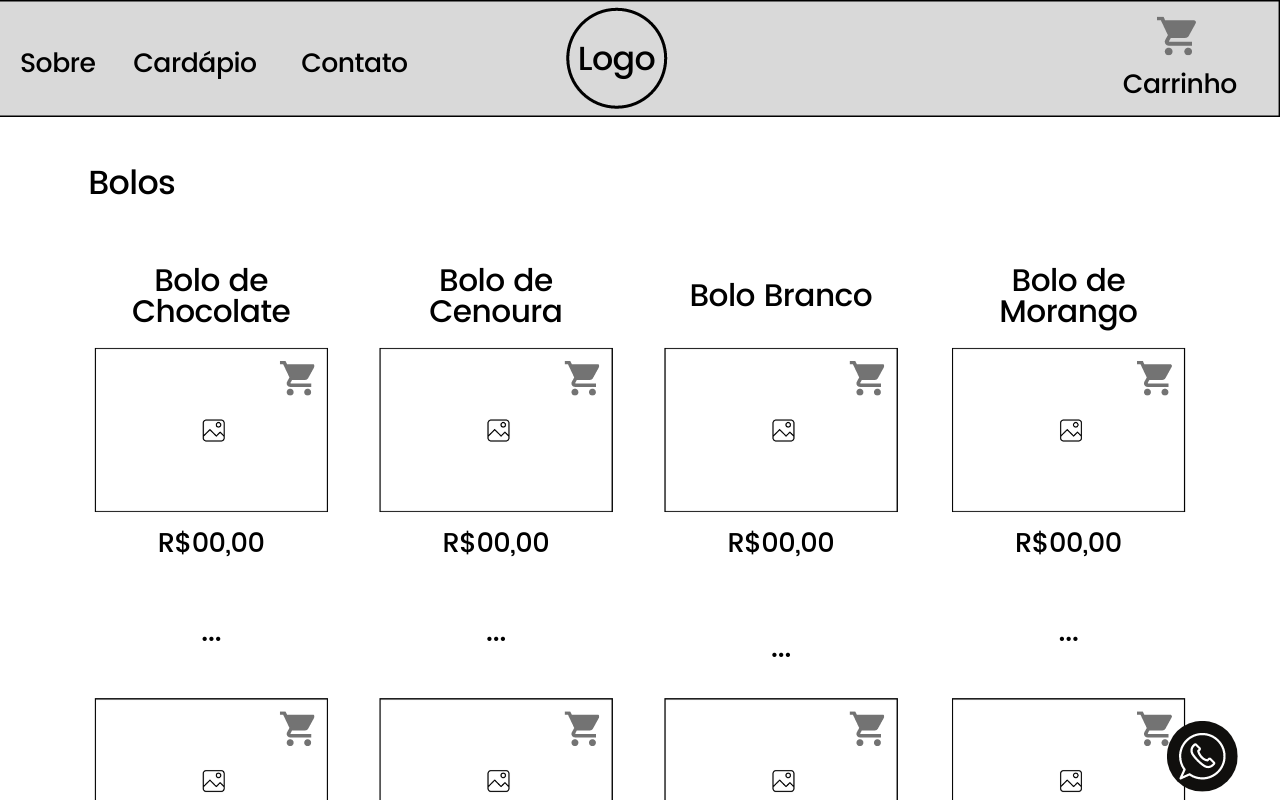 Sobre
Cardápio
Contato
Logo
Carrinho
Bolos
Bolo de
Chocolate
Bolo de
Cenoura
Bolo Branco
Bolo de
Morango
R$00,00
R$00,00
R$00,00
R$00,00
...
...
...
...